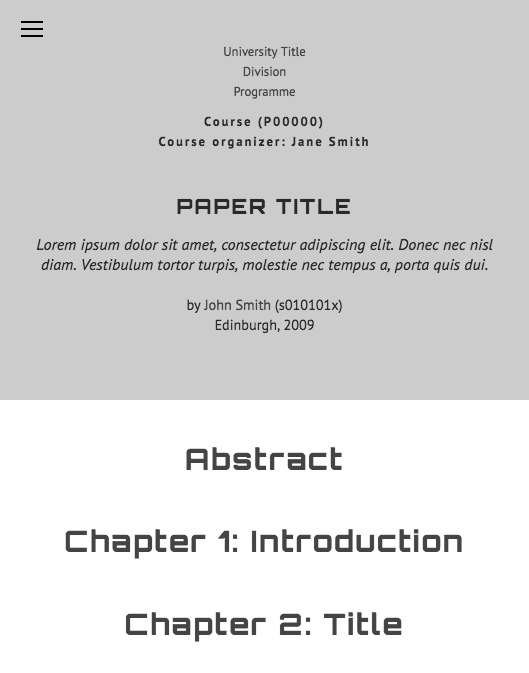 University Title
Division
Programme
Course (P00000)
Course organizer: Jane Smith
PAPER TITLE
Lorem ipsum dolor sit amet, consectetur adipiscing elit. Donec nec nisl
diam. Vestibulum tortor turpis, molestie nec tempus a, porta quis dui.
by John Smith (s010101x)
Edinburgh, 2009
Abstract
Chapter 1: Introduction
Chapter 2: Title